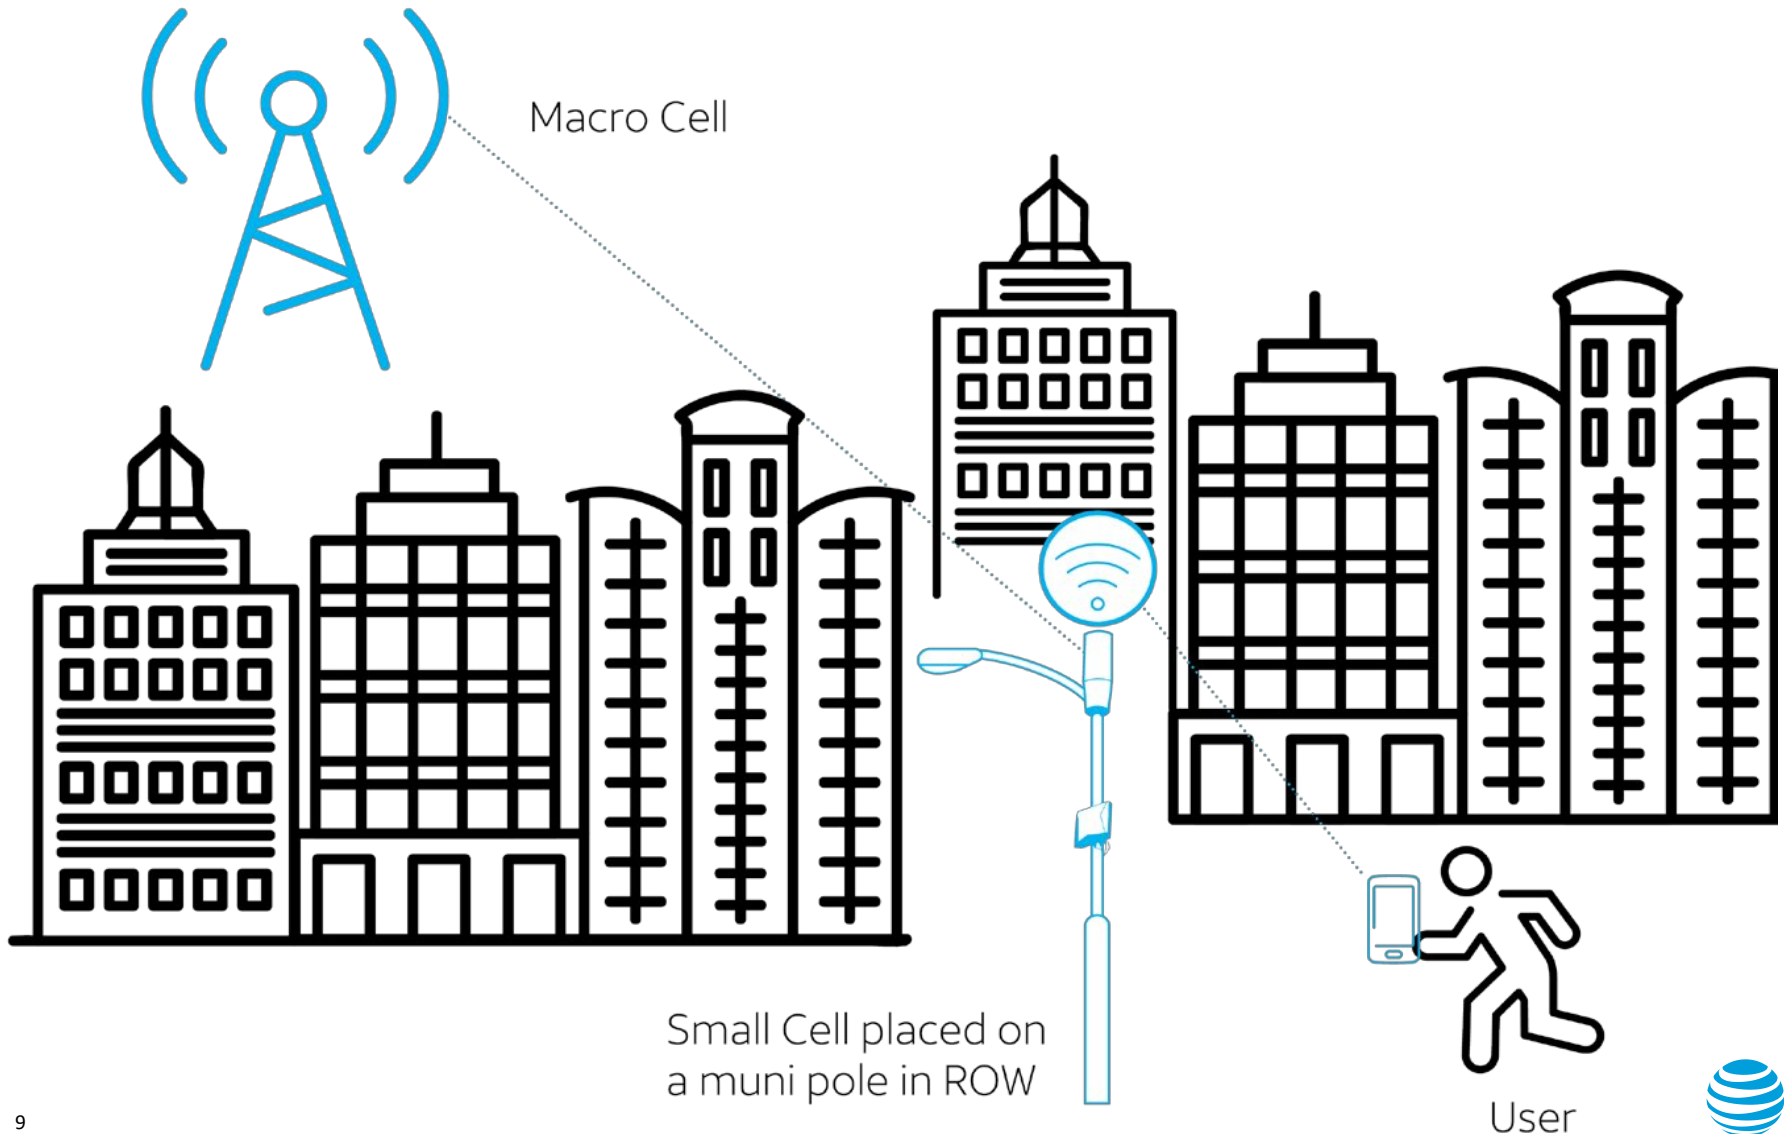 Macro Cell
Small Cell placed on
a muni pole in ROW
User
9